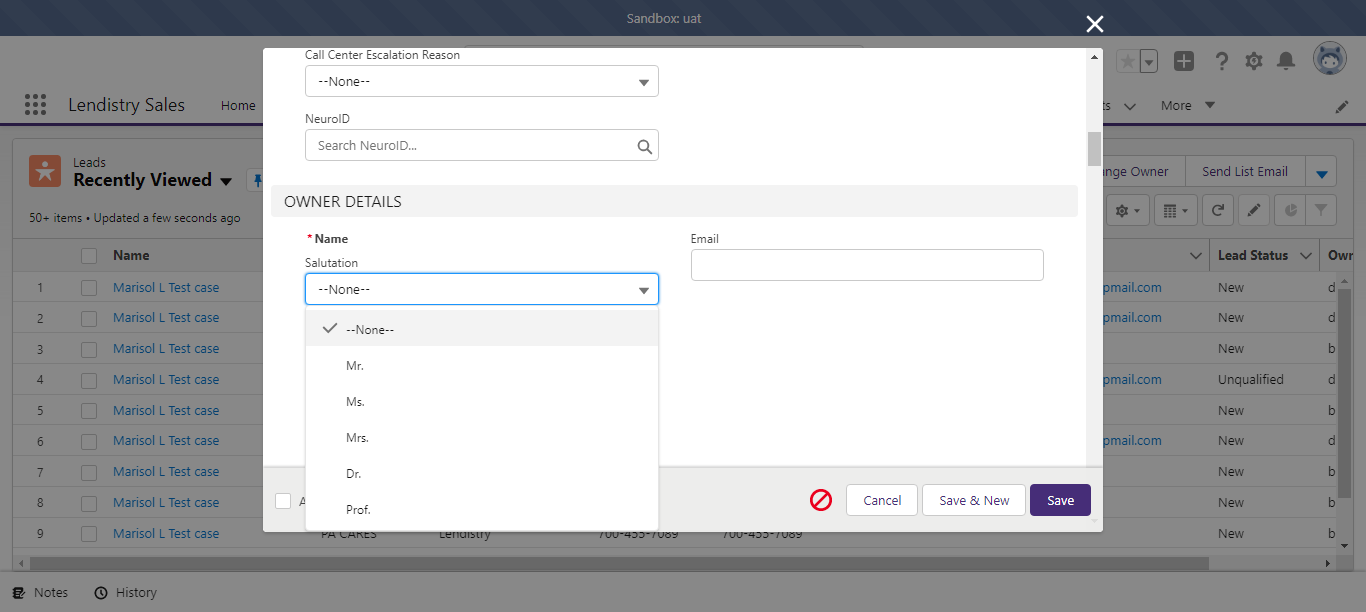 Sandbox: uat
Call Center Escalation Reason
--None--
Lendistry Sales
Home
ts
More
NeuroID
Search NeuroID...
Leads
Recently Viewed
nge Owner
Send List Email
OWNER DETAILS
50+ items • Updated a few seconds ago
* Name
Email
Name
Lead Status
Own
Salutation
--None--
1 Marisol L Test case pmail.com New d
2 Marisol L Test case pmail.com New d
--None--
3 Marisol L Test case New b
Mr.
4 Marisol L Test case pmail.com Unqualified d
Ms.
5 Marisol L Test case New b
Mrs.
6 Marisol L Test case pmail.com New d
7 Marisol L Test case New b
Dr.
8 Marisol L Test case New b
A
Cancel
Save & New
Save
Prof.
9 Marisol L Test case PA CARES Lendistry 700-455-7089 700-455-7089 New b
Notes
History